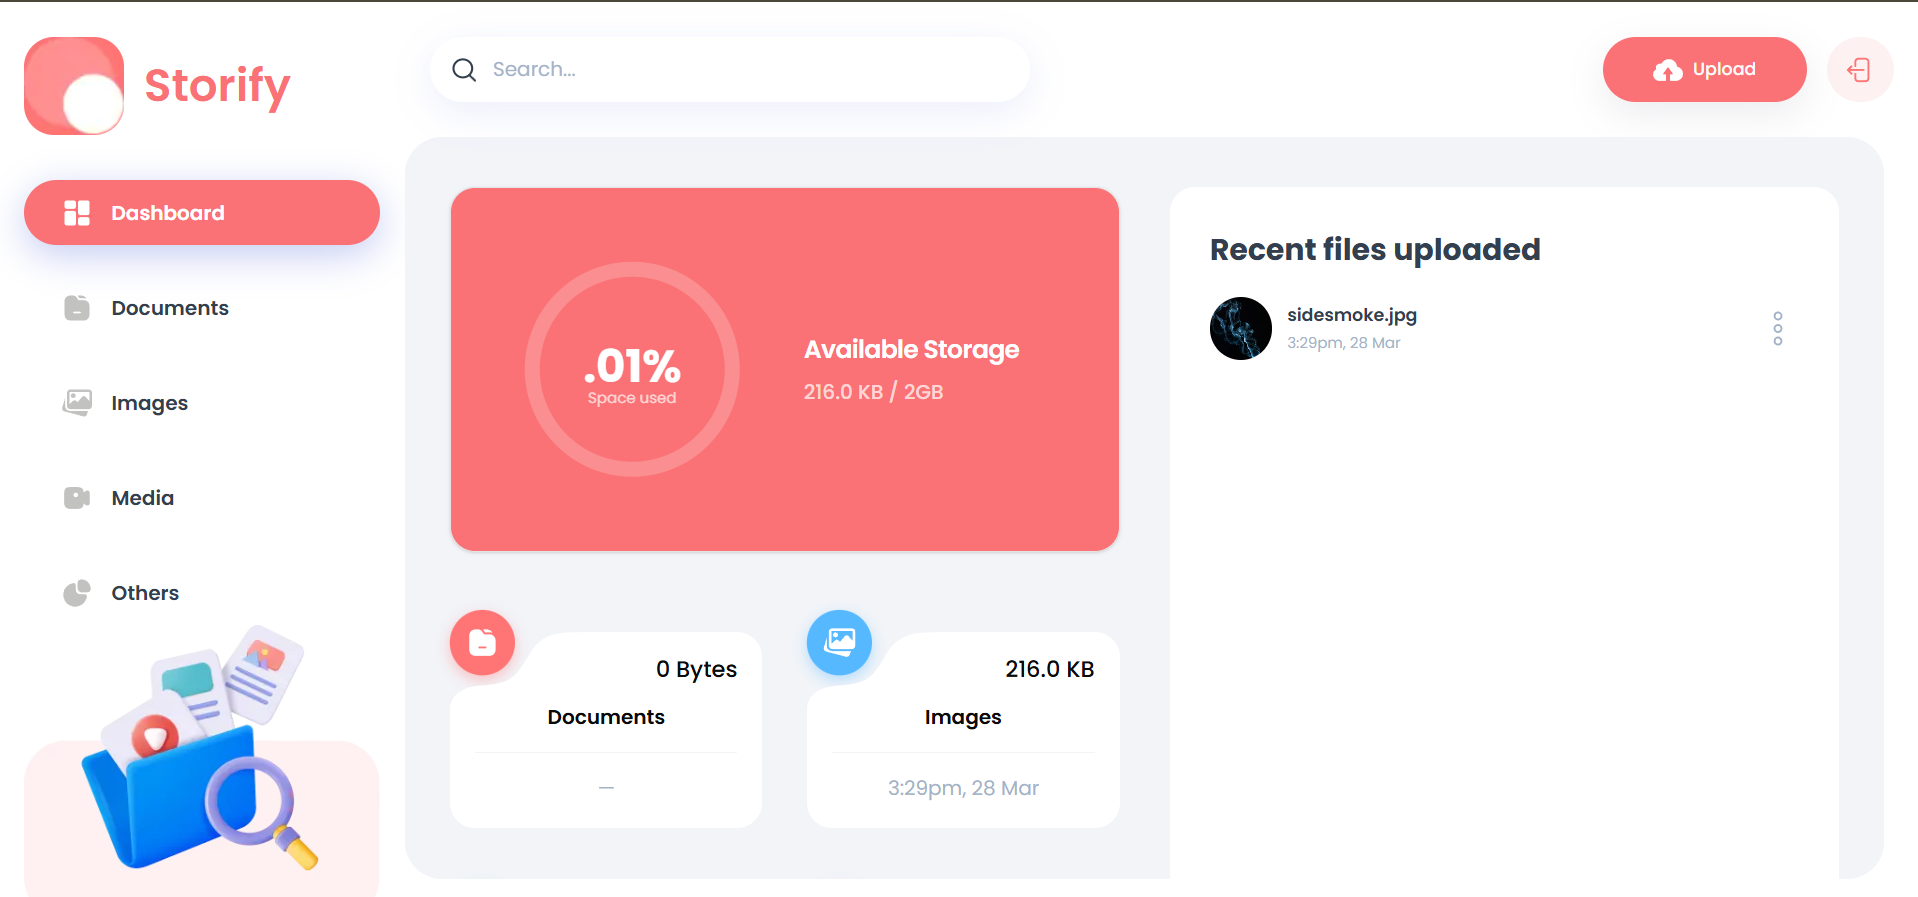 Storify
Search...
Upload
Dashboard
Documents
Images
Media
Others
.01%
Space used
Available Storage
216.0 KB / 2GB
0 Bytes
Documents
—
216.0 KB
Images
3:29pm, 28 Mar
Recent files uploaded
sidesmoke.jpg
3:29pm, 28 Mar